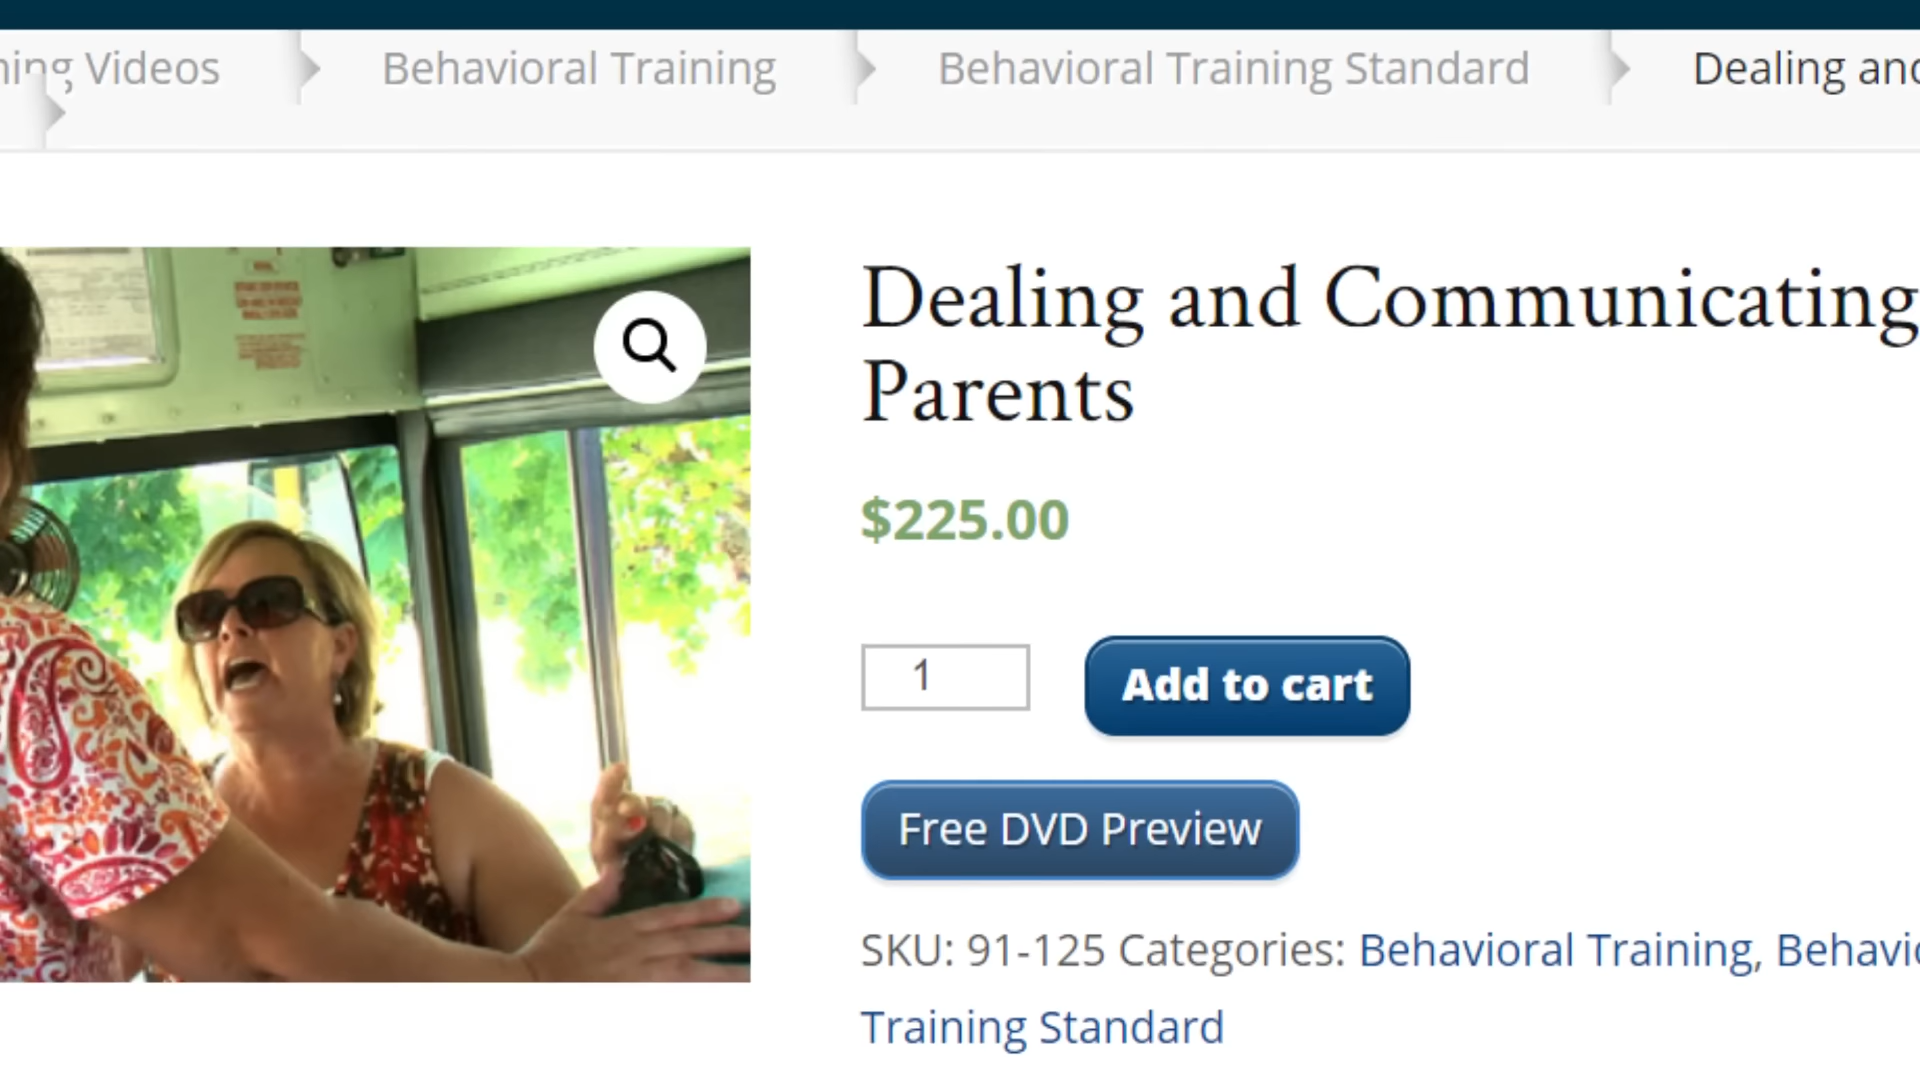 Videos
Behavioral Training
Behavioral Training Standard
Dealing and
Dealing and Communicating
Parents
$225.00
1
Add to cart
Free DVD Preview
SKU: 91-125 Categories: Behavioral Training,
Training Standard